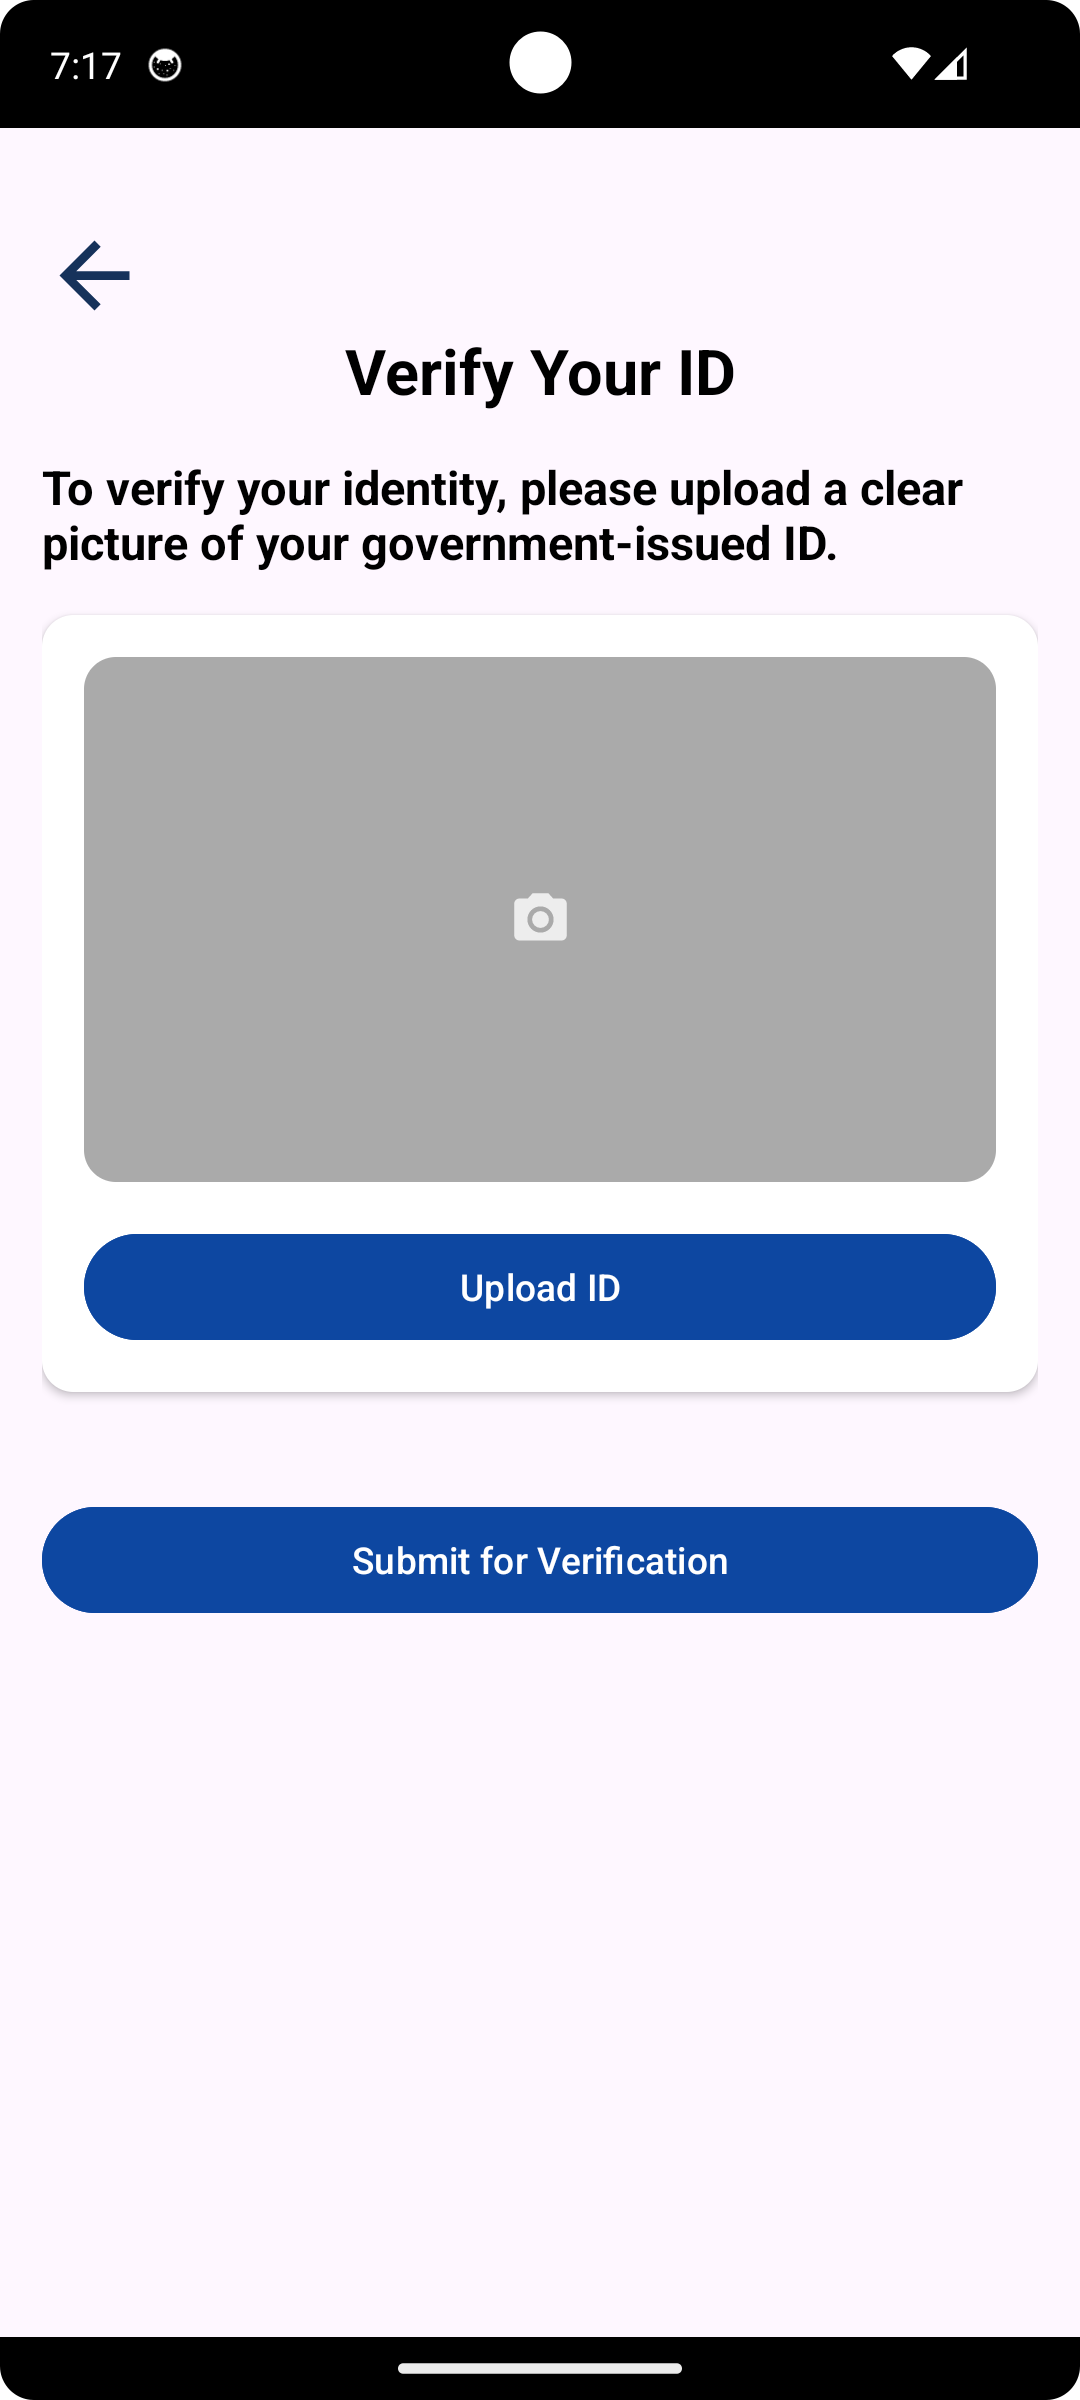 7:17
Verify Your ID
To verify your identity, please upload a clear
picture of your government-issued ID.
Upload ID
Submit for Verification